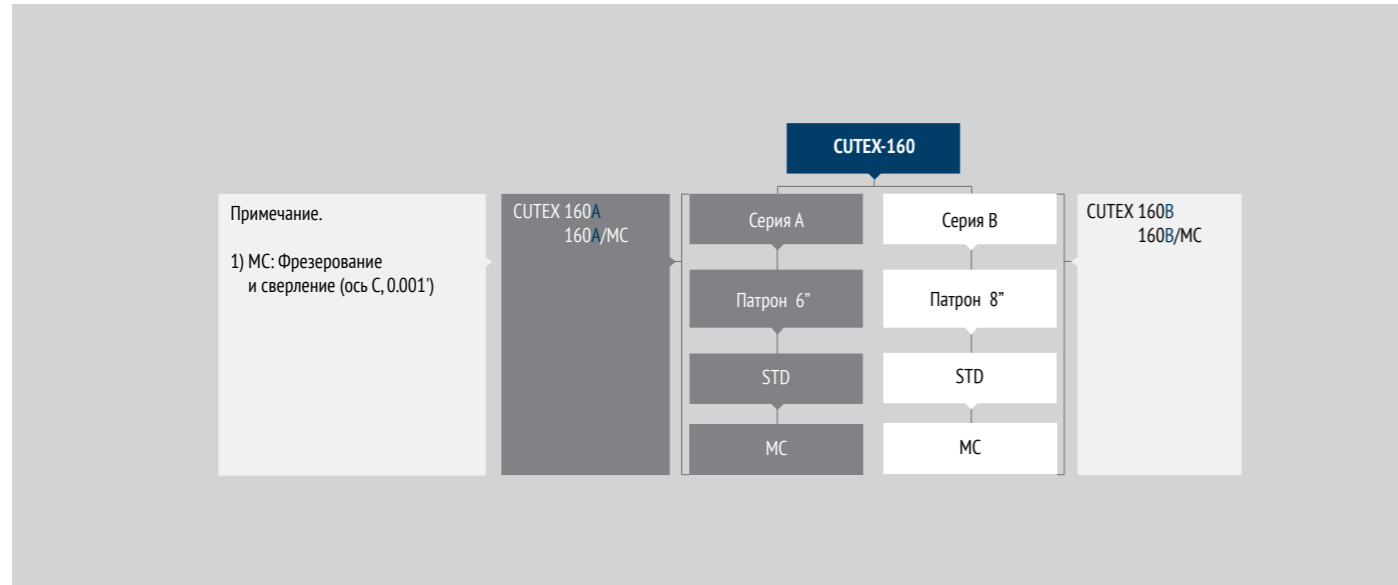 CUTEX-160
Примечание.
1) МС: Фрезерование
и сверление (ось С, 0.001')
CUTEX 160A
160A/MC
Серия А
Патрон 6”
STD
MC
Серия В
Патрон 8”
STD
MC
CUTEX 160B
160B/MC